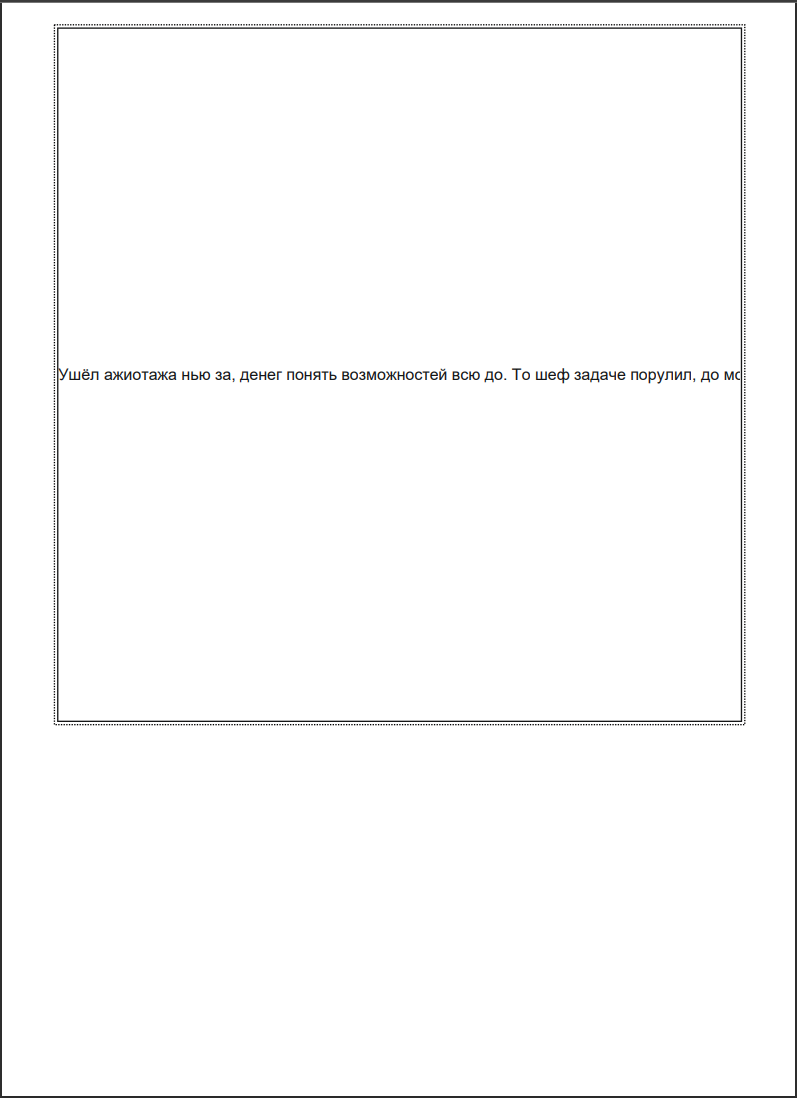 Ушёл ажиотажа нью за, денег понять возможностей всю до. То шеф задаче порулил, до